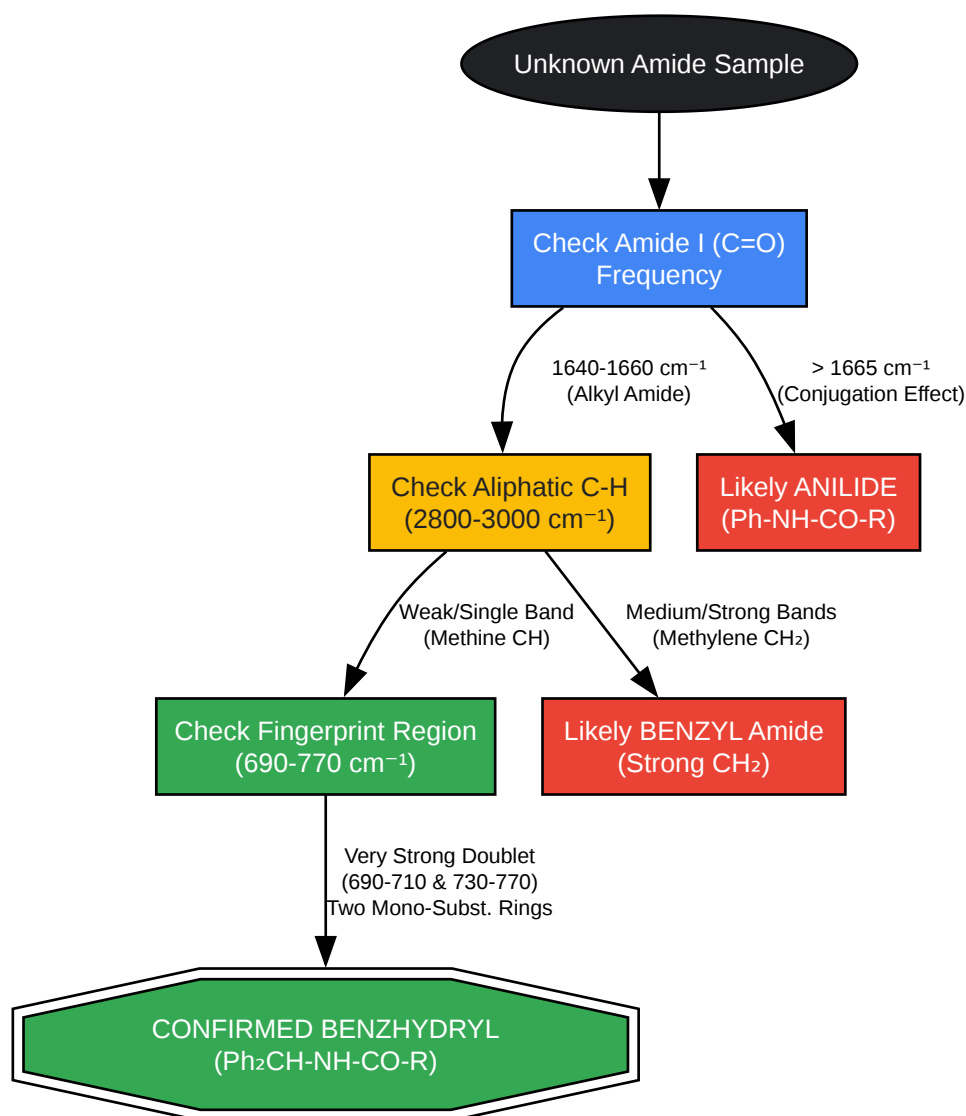 Unknown Amide Sample
Check Amide I (C=O)
Frequency
1640-1660 cm⁻¹
(Alkyl Amide)
> 1665 cm⁻¹
(Conjugation Effect)
Check Aliphatic C-H
(2800-3000 cm⁻¹)
Likely ANILIDE
(Ph-NH-CO-R)
Weak/Single Band
(Methine CH)
Medium/Strong Bands
(Methylene CH₂)
Check Fingerprint Region
(690-770 cm⁻¹)
Likely BENZYL Amide
(Strong CH₂)
Very Strong Doublet
(690-710 & 730-770)
Two Mono-Subst. Rings
CONFIRMED BENZHYDRYL
(Ph₂CH-NH-CO-R)